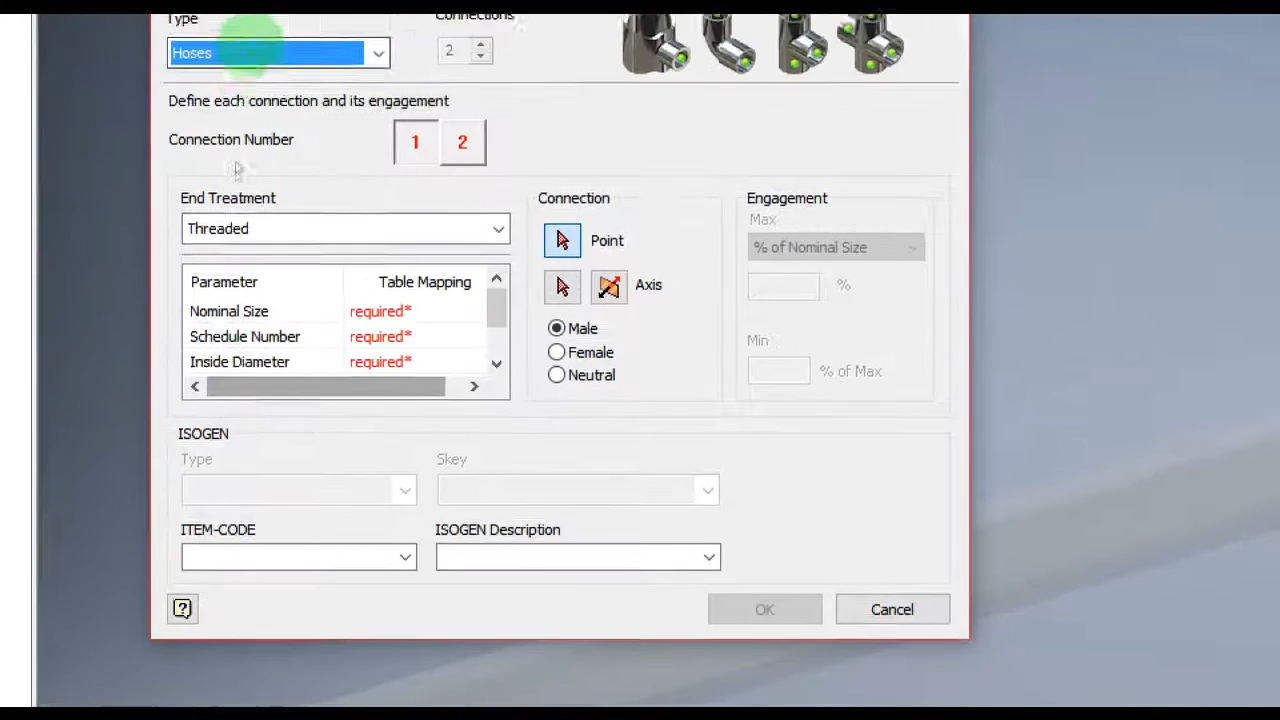 Type
Connections
Hoses
2
Define each connection and its engagement
Connection Number
1
2
End Treatment
Connection
Engagement
Threaded
Point
Max
% of Nominal Size
Parameter
Table Mapping
Axis
%
Nominal Size
required*
Schedule Number
required*
Inside Diameter
required*
Male
Female
Neutral
Min
% of Max
ISOGEN
Type
Skey
ITEM-CODE
ISOGEN Description
?
OK
Cancel